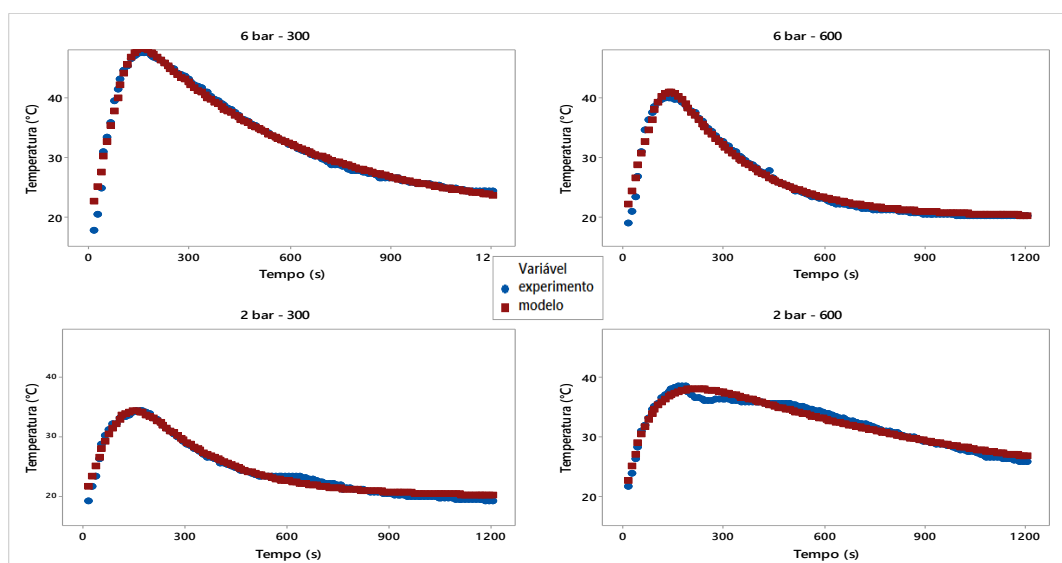 6 bar - 300
Temperatura (°C)
40
30
20
0
300
600
900
1200
Tempo (s)
6 bar - 600
Temperatura (°C)
40
30
20
0
300
600
900
1200
Tempo (s)
Variável
experimento
modelo
2 bar - 300
Temperatura (°C)
40
30
20
0
300
600
900
1200
Tempo (s)
2 bar - 600
Temperatura (°C)
40
30
20
0
300
600
900
1200
Tempo (s)